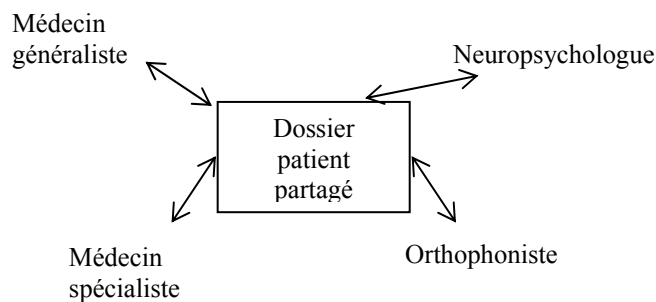 Médecin
généraliste
Neuropsychologue
Dossier
patient
partagé
Médecin
spécialiste
Orthophoniste